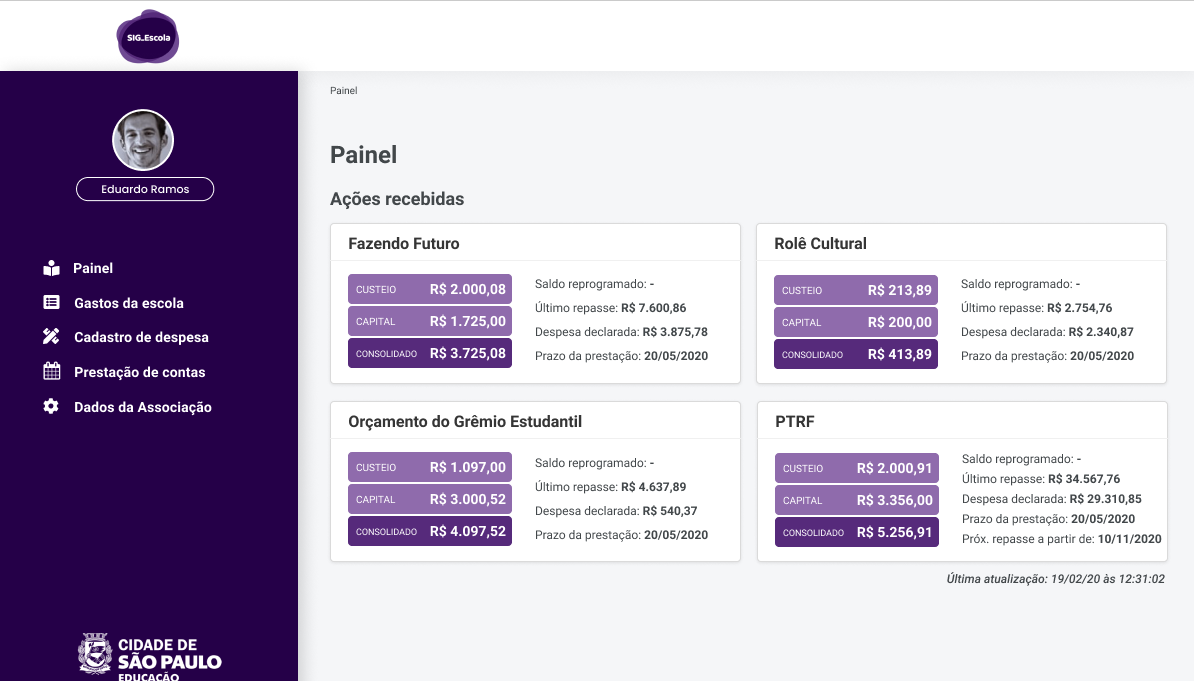 SIG_Escola
Eduardo Ramos
Painel
Gastos da escola
Cadastro de despesa
Prestação de contas
Dados da Associação
CIDADE DE
SÃO PAULO
EDUCAÇÃO
Painel
Painel
Ações recebidas
Fazendo Futuro
CUSTEIO R$ 2.000,08
CAPITAL R$ 1.725,00
CONSOLIDADO R$ 3.725,08
Saldo reprogramado: -
Último repasse: R$ 7.600,86
Despesa declarada: R$ 3.875,78
Prazo da prestação: 20/05/2020
Rolê Cultural
CUSTEIO R$ 213,89
CAPITAL R$ 200,00
CONSOLIDADO R$ 413,89
Saldo reprogramado: -
Último repasse: R$ 2.754,76
Despesa declarada: R$ 2.340,87
Prazo da prestação: 20/05/2020
Orçamento do Grêmio Estudantil
CUSTEIO R$ 1.097,00
CAPITAL R$ 3.000,52
CONSOLIDADO R$ 4.097,52
Saldo reprogramado: -
Último repasse: R$ 4.637,89
Despesa declarada: R$ 540,37
Prazo da prestação: 20/05/2020
PTRF
CUSTEIO R$ 2.000,91
CAPITAL R$ 3.356,00
CONSOLIDADO R$ 5.256,91
Saldo reprogramado: -
Último repasse: R$ 34.567,76
Despesa declarada: R$ 29.310,85
Prazo da prestação: 20/05/2020
Próx. repasse a partir de: 10/11/2020
Última atualização: 19/02/20 às 12:31:02